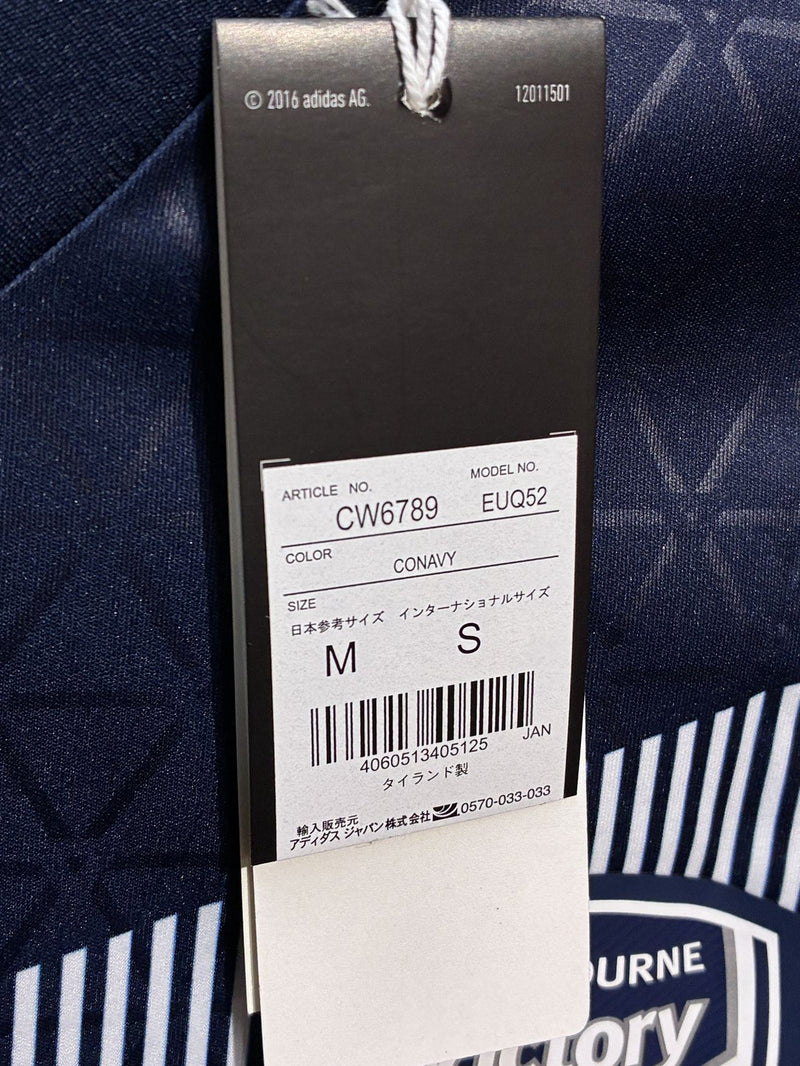 © 2016 adidas AG.
12011501
ARTICLE NO.
MODEL NO.
CW6789
EUQ52
COLOR
CONAVY
SIZE
日本参考サイズ インターナショナルサイズ
M
S
4060513405125
JAN
タイランド製
輸入販売元
アディダス ジャパン株式会社 0570-033-033